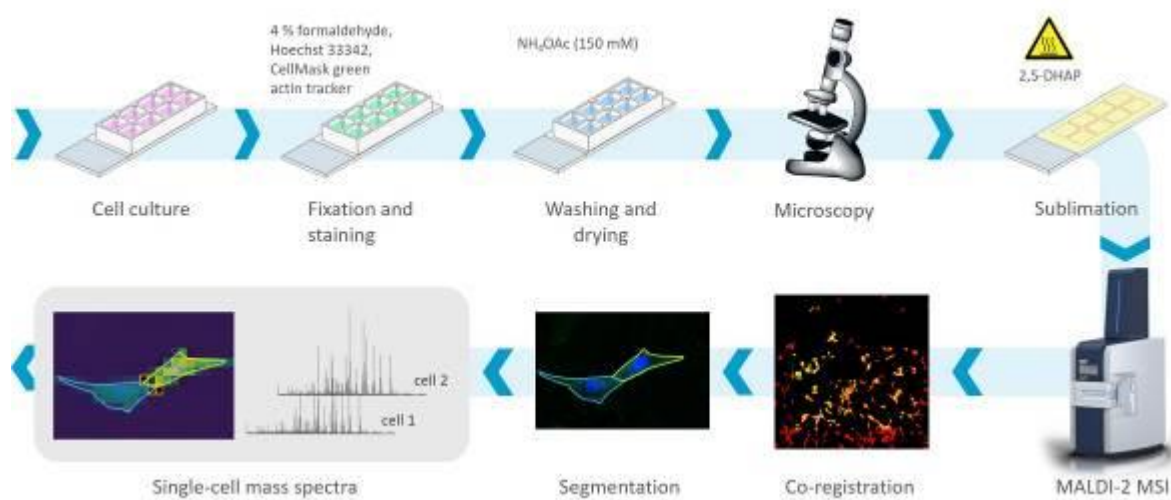 4 % formaldehyde,
Hoechst 33342,
CellMask green
actin tracker
NH₄OAc (150 mM)
2,5-DHAP
Cell culture
Fixation and
staining
Washing and
drying
Microscopy
Sublimation
cell 2
cell 1
Single-cell mass spectra
Segmentation
Co-registration
MALDI-2 MSI